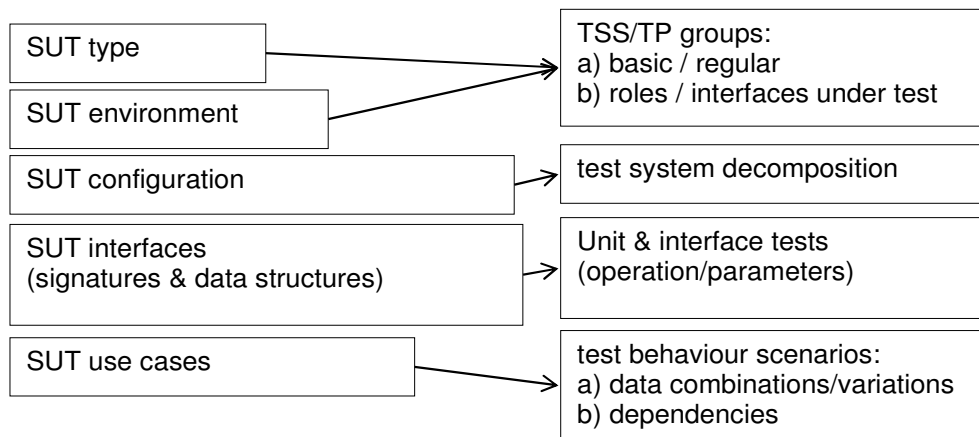 SUT type
SUT environment
SUT configuration
SUT interfaces
(signatures & data structures)
SUT use cases
TSS/TP groups:
a) basic / regular
b) roles / interfaces under test
test system decomposition
Unit & interface tests
(operation/parameters)
test behaviour scenarios:
a) data combinations/variations
b) dependencies